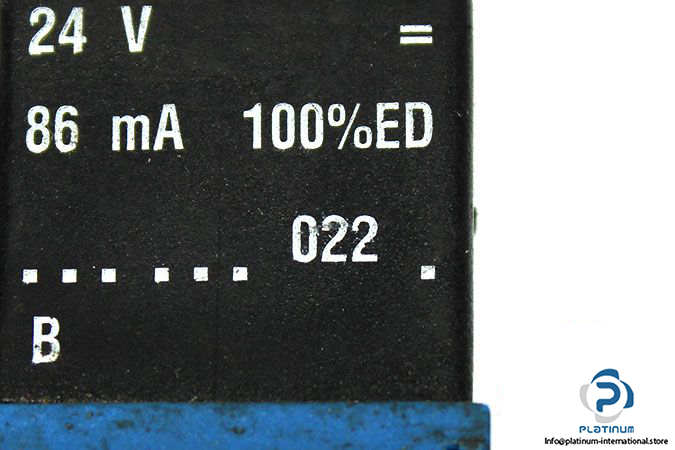 24 V =
86 mA 100%ED
022
. . . . . . .
B
PLATINUM
Info@platinum-international.store